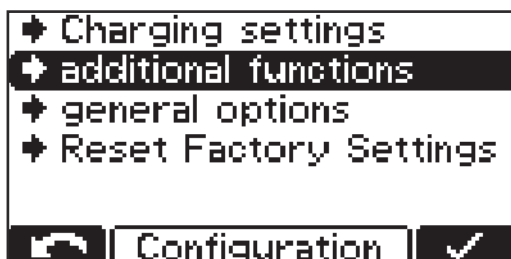 Charging settings
additional functions
general options
Reset Factory Settings
Configuration